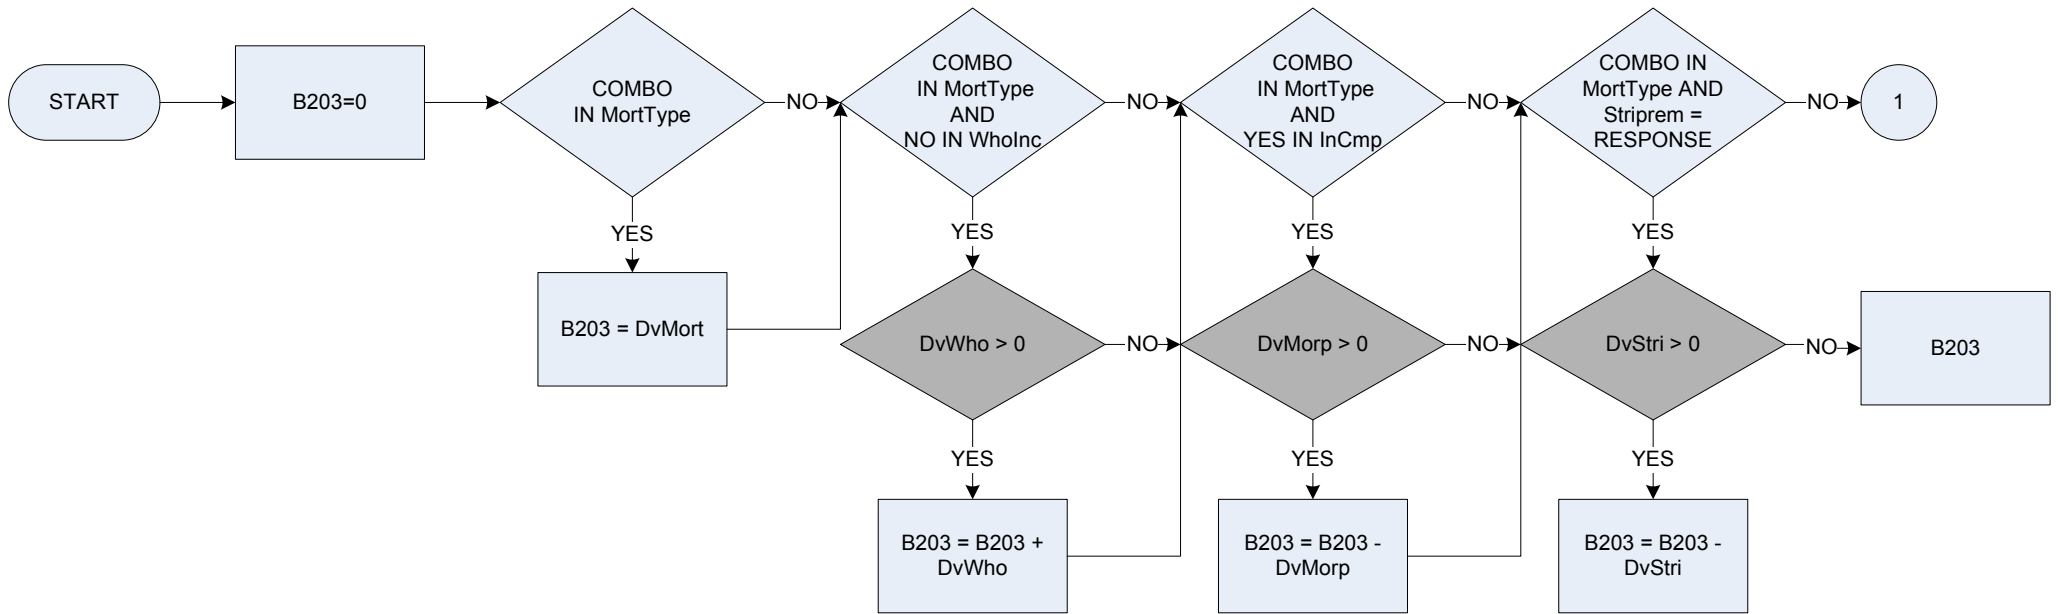 START
B203=0
COMBO
IN MortType
NO
COMBO
IN MortType
AND
NO IN WhoInc
NO
COMBO
IN MortType
AND
YES IN InCmp
NO
COMBO IN
MortType AND
Striprem =
RESPONSE
NO
1
YES
YES
YES
YES
B203 = DvMort
DvWho > 0
NO
DvMorp > 0
NO
DvStri > 0
NO
B203
YES
YES
YES
B203 = B203 +
DvWho
B203 = B203 -
DvMorp
B203 = B203 -
DvStri